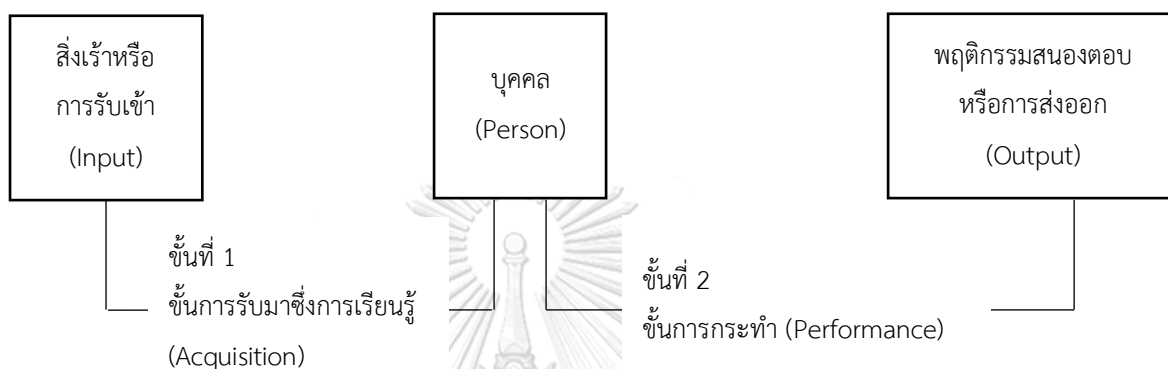 สิ่งเร้าหรือ
การรับเข้า
(Input)
บุคคล
(Person)
พฤติกรรมสนองตอบ
หรือการส่งออก
(Output)
ขั้นที่ 1
ขั้นการรับมาซึ่งการเรียนรู้
(Acquisition)
ขั้นที่ 2
ขั้นการกระทำ (Performance)